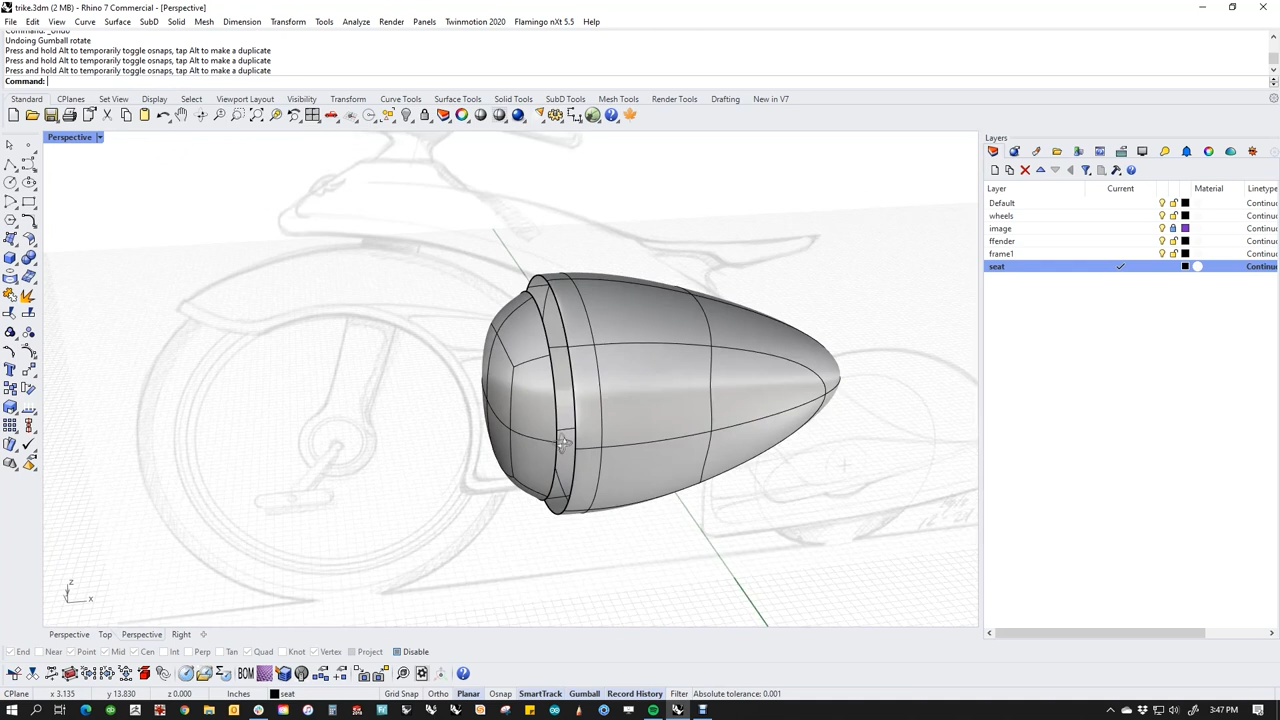 trike.3dm (2 MB) - Rhino 7 Commercial - [Perspective]
File Edit View Curve Surface SubD Solid Mesh Dimension Transform Tools Analyze Render Panels Twinmotion 2020 Flamingo nXt 5.5 Help
Undoing Gumball rotate
Press and hold Alt to temporarily toggle osnaps, tap Alt to make a duplicate
Press and hold Alt to temporarily toggle osnaps, tap Alt to make a duplicate
Press and hold Alt to temporarily toggle osnaps, tap Alt to make a duplicate
Command:
Standard CPlanes Set View Display Select Viewport Layout Visibility Transform Curve Tools Surface Tools Solid Tools SubD Tools Mesh Tools Render Tools Drafting New in V7
Perspective
Layers
Layer Current Material Linetype
Default Continuc
wheels Continuc
image Continuc
ffender Continuc
frame1 Continuc
seat Continuc
z
x
Perspective Top Perspective Right
End Near Point Mid Cen Int Perp Tan Quad Knot Vertex Project Disable
BOM
CPlane x 3.135 y 13.830 z 0.000 Inches seat Grid Snap Ortho Planar Osnap SmartTrack Gumball Record History Filter Absolute tolerance: 0.001
3:47 PM